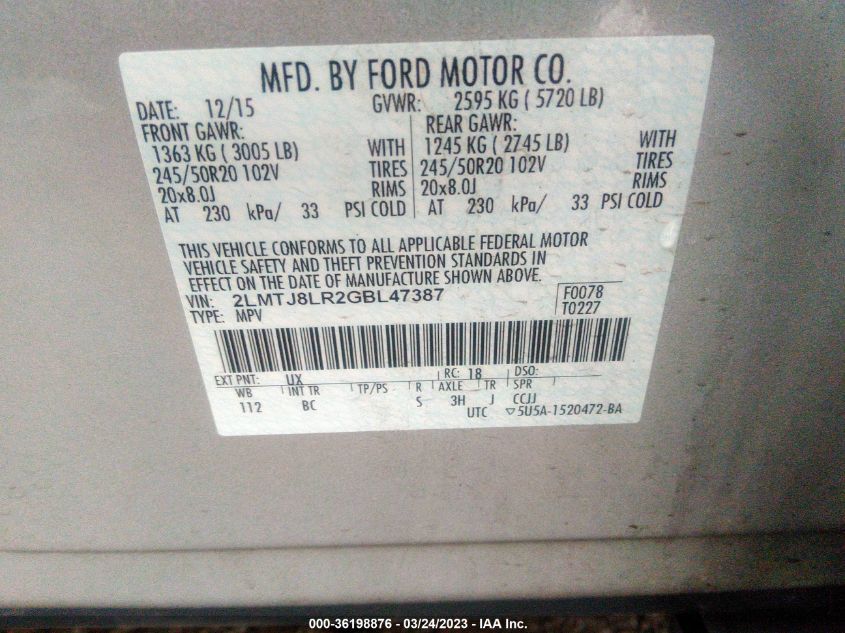 MFD. BY FORD MOTOR CO.
DATE: 12/15 GVWR: 2595 KG ( 5720 LB)
FRONT GAWR: REAR GAWR:
1363 KG ( 3005 LB) WITH 1245 KG ( 2745 LB) WITH
245/50R20 102V TIRES 245/50R20 102V TIRES
20x8.0J RIMS 20x8.0J RIMS
AT 230 kPa/ 33 PSI COLD AT 230 kPa/ 33 PSI COLD
THIS VEHICLE CONFORMS TO ALL APPLICABLE FEDERAL MOTOR
VEHICLE SAFETY AND THEFT PREVENTION STANDARDS IN
EFFECT ON THE DATE OF MANUFACTURE SHOWN ABOVE.
VIN: 2LMTJ8LR2GBL47387 F0078
TYPE: MPV T0227
EXT PNT: UX RC: 18 DSO:
WB INT TR TP/PS R AXLE TR SPR
112 BC S 3H J CCJJ
UTC ▽5U5A-1520472-BA
000-36198876 - 03/24/2023 - IAA Inc.